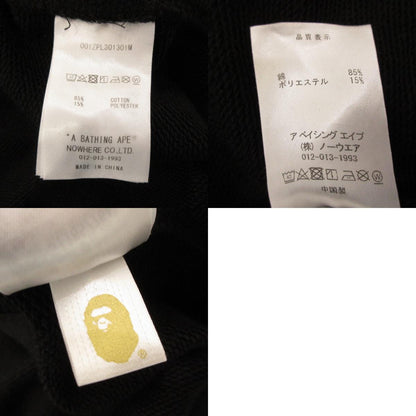 001ZPL301301M
85% COTTON
15% POLYESTER
"A BATHING APE"
NOWHERE CO., LTD.
012-013-1993
MADE IN CHINA
品質表示
綿 85%
ポリエステル 15%
アベイシング エイプ
(株) ノーウエア
012-013-1993
中国製
®